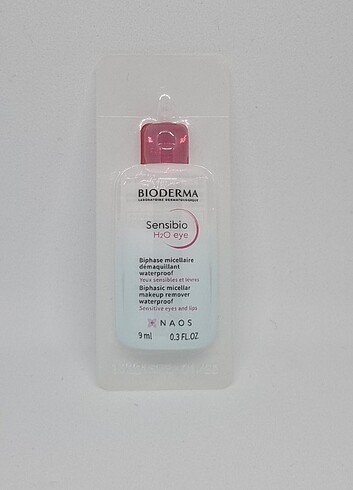 BIODERMA
LABORATOIRE DERMATOLOGIQUE
Sensibio
H2O eye
Biphase micellaire
démaquillant
waterproof
Yeux sensibles et lèvres
Biphasic micellar
makeup remover
waterproof
Sensitive eyes and lips
NAOS
9 ml 0.3 FL.OZ